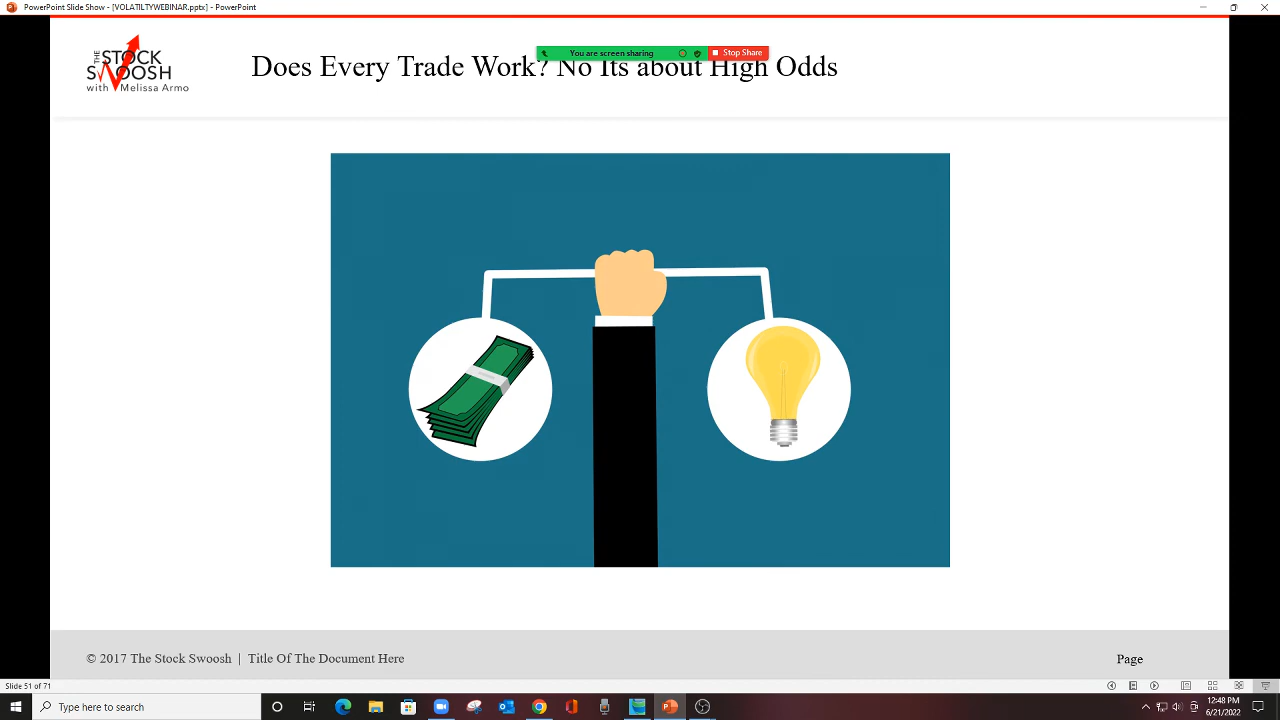 PowerPoint Slide Show - [VOLATILTYWEBINAR.pptx] - PowerPoint
You are screen sharing
Stop Share
THE
STOCK
SWOOSH
with Melissa Armo
Does Every Trade Work? No Its about High Odds
© 2017 The Stock Swoosh | Title Of The Document Here
Page
Slide 51 of 71
Type here to search
12:48 PM
6/21/2022